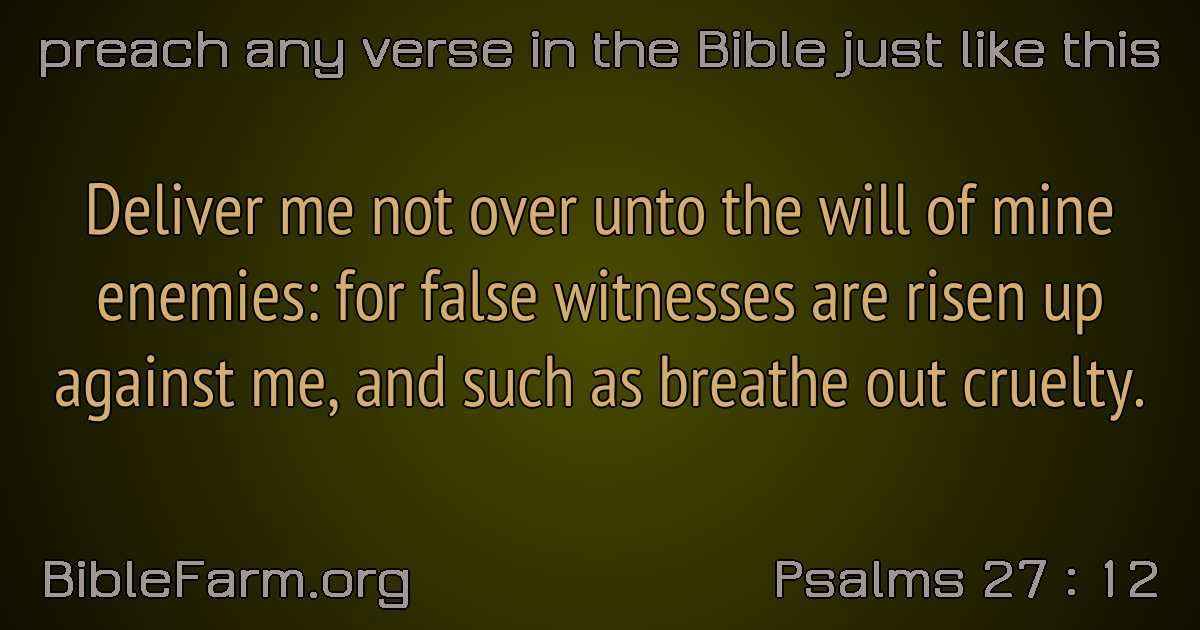 preach any verse in the Bible just like this
Deliver me not over unto the will of mine
enemies: for false witnesses are risen up
against me, and such as breathe out cruelty.
BibleFarm.org
Psalms 27 : 12